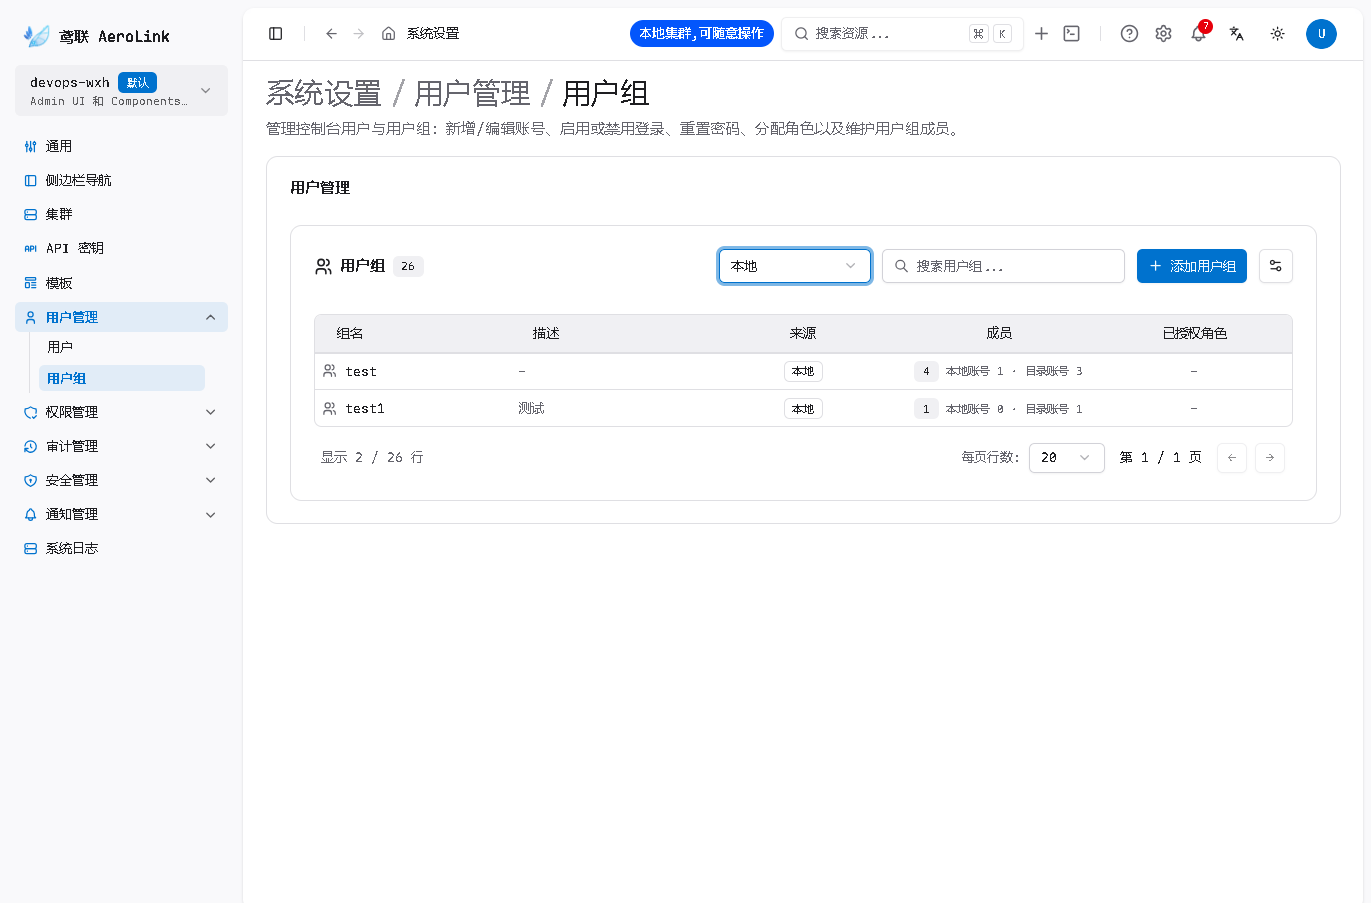 鸢联 AeroLink
系统设置
本地集群,可随意操作
搜索资源...
⌘ K
7
U
devops-wxh 默认
Admin UI 和 Components…
通用
侧边栏导航
集群
API API 密钥
模板
用户管理
用户
用户组
权限管理
审计管理
安全管理
通知管理
系统日志
系统设置 / 用户管理 / 用户组
管理控制台用户与用户组: 新增/编辑账号、启用或禁用登录、重置密码、分配角色以及维护用户组成员。
用户管理
用户组 26
本地
搜索用户组...
+ 添加用户组
组名 描述 来源 成员 已授权角色
test – 本地 4 本地账号 1 · 目录账号 3 –
test1 测试 本地 1 本地账号 0 · 目录账号 1 –
显示 2 / 26 行
每页行数: 20 第 1 / 1 页